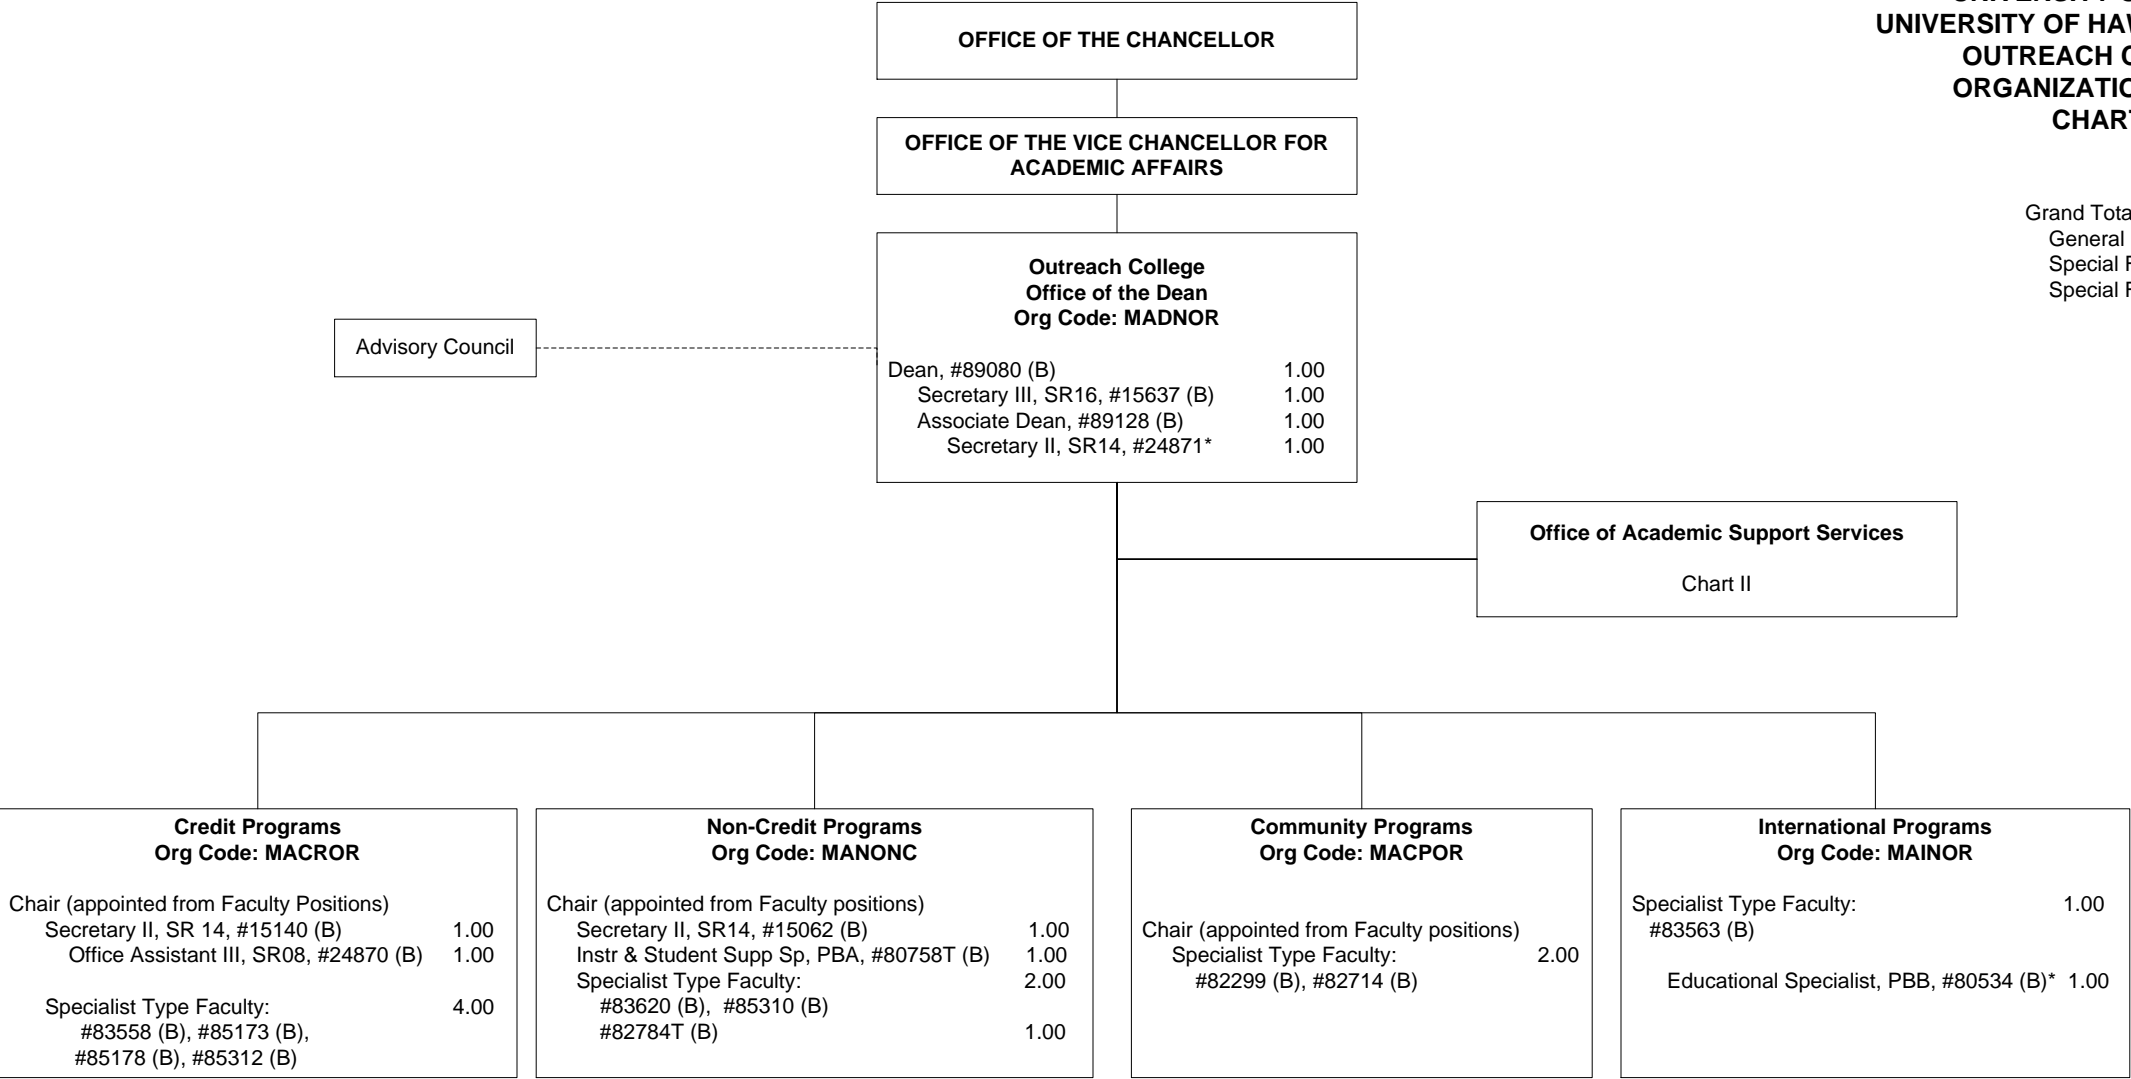 OFFICE OF THE CHANCELLOR
OFFICE OF THE VICE CHANCELLOR FOR
ACADEMIC AFFAIRS
UNIVERSITY OF
OUTREACH
Grand
General
Special
Special
Outreach College
Office of the Dean
Org Code: MADNOR
Dean, #89080 (B) 1.00
Secretary III, SR16, #15637 (B) 1.00
Associate Dean, #89128 (B) 1.00
Secretary II, SR14, #24871* 1.00
Advisory Council
Office of Academic Support Services
Chart II
Credit Programs
Org Code: MACROR
Chair (appointed from Faculty Positions)
Secretary II, SR 14, #15140 (B) 1.00
Office Assistant III, SR08, #24870 (B) 1.00
Specialist Type Faculty: 4.00
#83558 (B), #85173 (B),
#85178 (B), #85312 (B)
Non-Credit Programs
Org Code: MANONC
Chair (appointed from Faculty positions)
Secretary II, SR14, #15062 (B) 1.00
Instr & Student Supp Sp, PBA, #80758T (B) 1.00
Specialist Type Faculty: 2.00
#83620 (B), #85310 (B)
#82784T (B) 1.00
Community Programs
Org Code: MACPOR
Chair (appointed from Faculty positions)
Specialist Type Faculty: 2.00
#82299 (B), #82714 (B)
International Programs
Org Code: MAINOR
Specialist Type Faculty: 1.00
#83563 (B)
Educational Specialist, PBB, #80534 (B)* 1.00